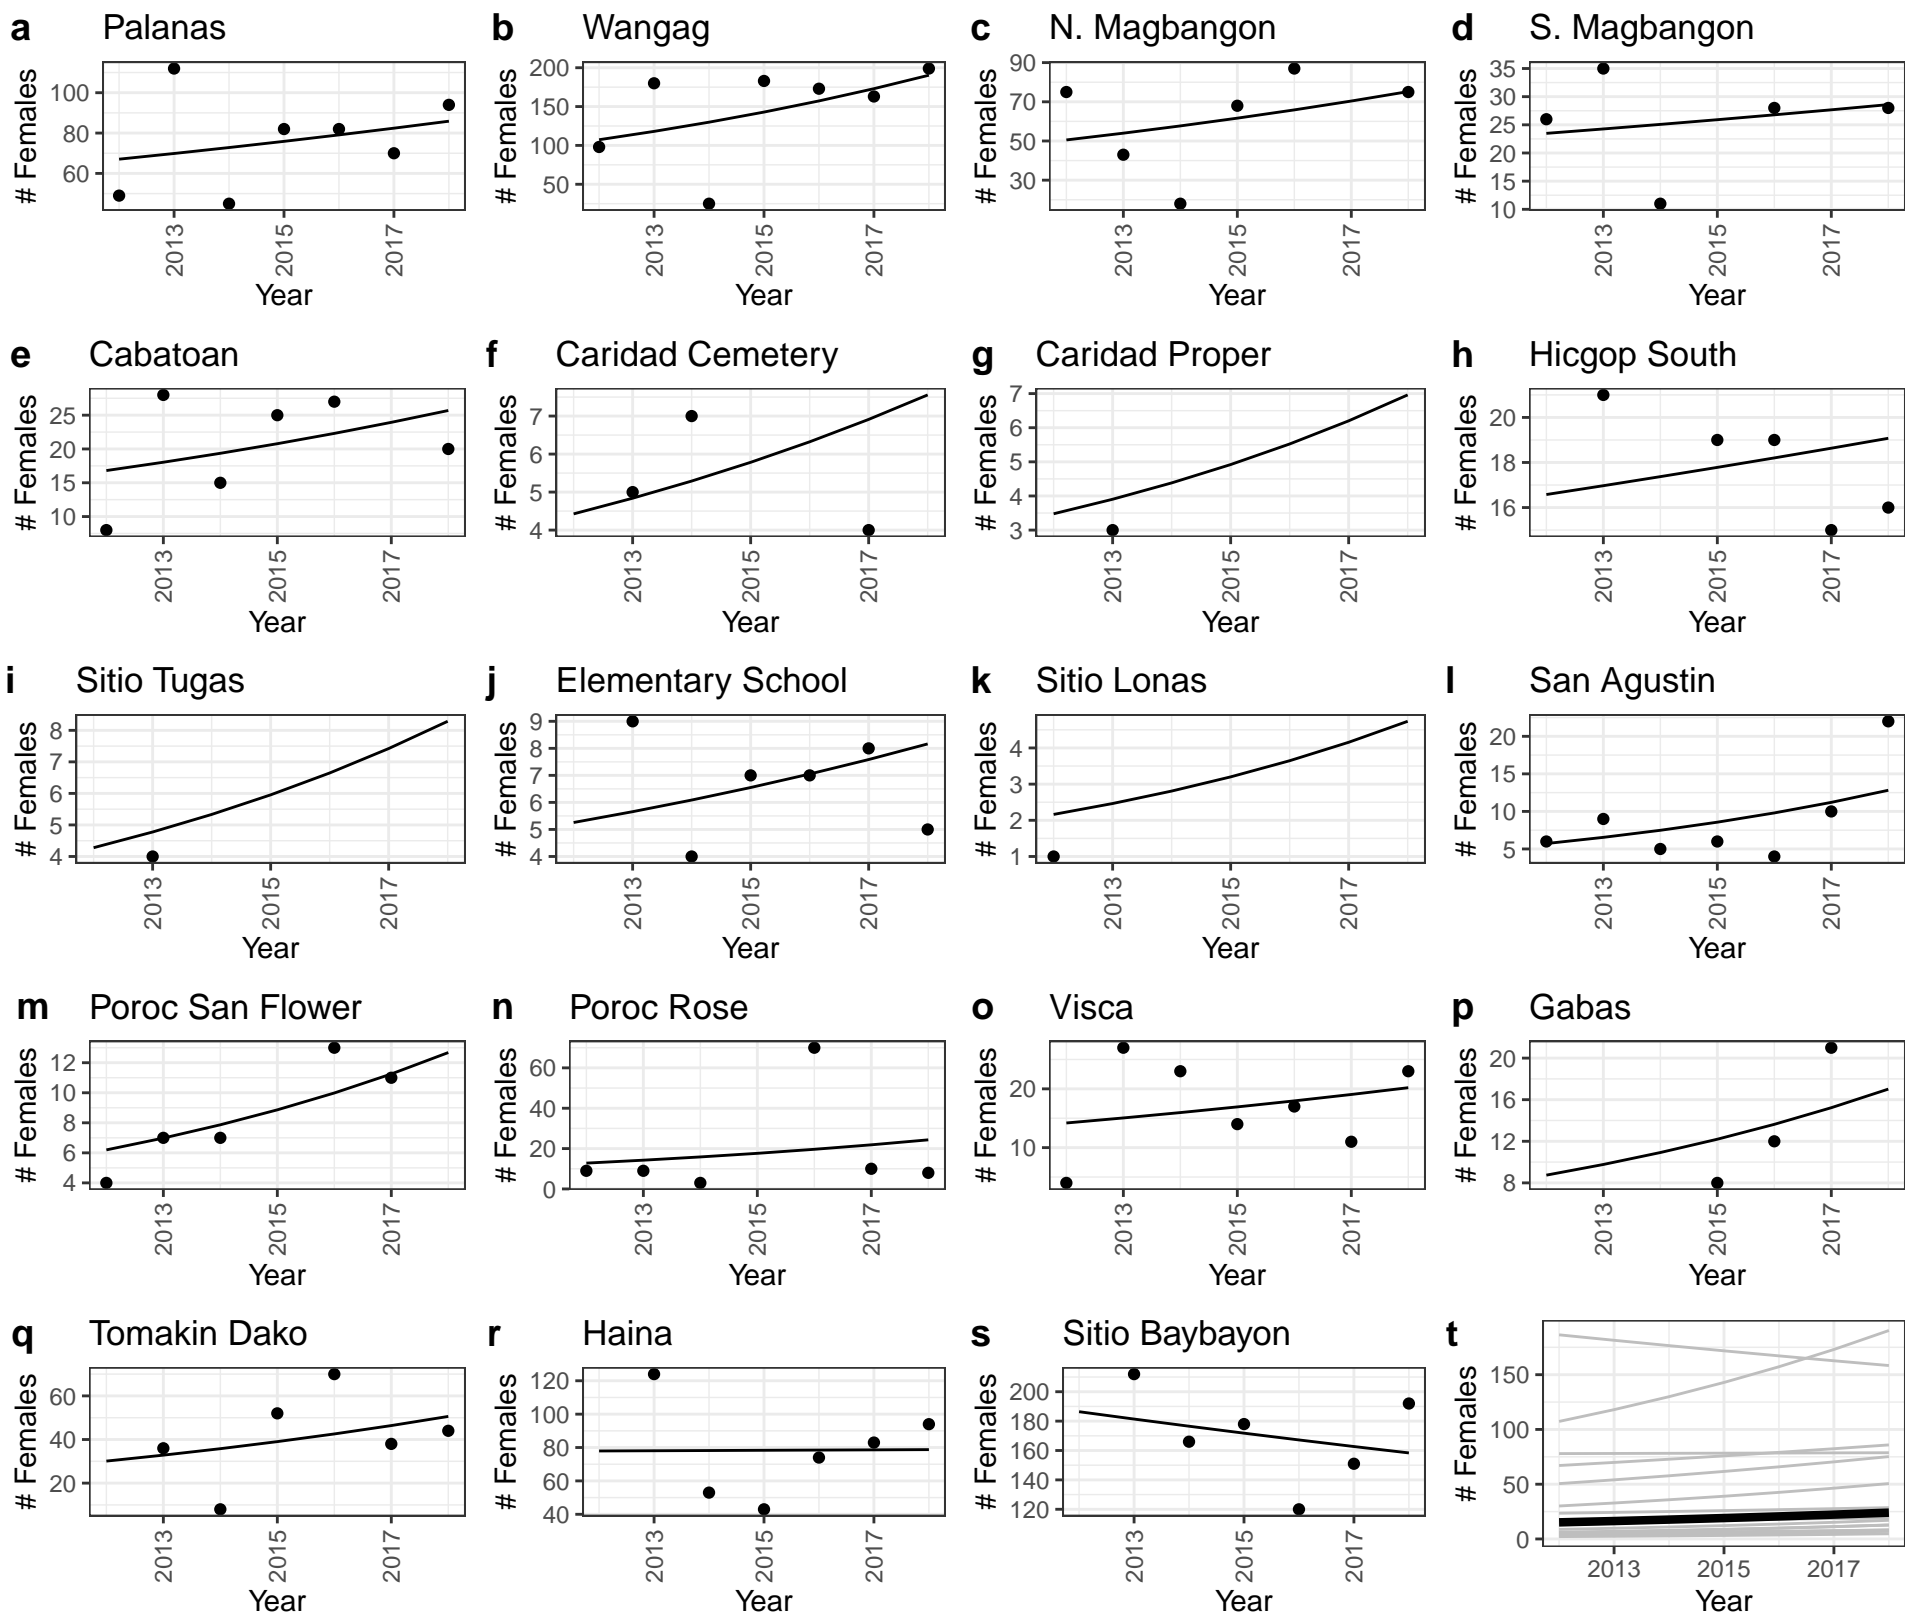 a Palanas
# Females
100
80
60
2013 2015 2017
Year
b Wangag
# Females
200
150
100
50
2013 2015 2017
Year
c N. Magbangon
# Females
90
70
50
30
2013 2015 2017
Year
d S. Magbangon
# Females
35
30
25
20
15
10
2013 2015 2017
Year
e Cabatoan
# Females
25
20
15
10
2013 2015 2017
Year
f Caridad Cemetery
# Females
7
6
5
4
2013 2015 2017
Year
g Caridad Proper
# Females
7
6
5
4
3
2013 2015 2017
Year
h Hicgop South
# Females
20
18
16
2013 2015 2017
Year
i Sitio Tugas
# Females
8
7
6
5
4
2013 2015 2017
Year
j Elementary School
# Females
9
8
7
6
5
4
2013 2015 2017
Year
k Sitio Lonas
# Females
4
3
2
1
2013 2015 2017
Year
l San Agustin
# Females
20
15
10
5
2013 2015 2017
Year
m Poroc San Flower
# Females
12
10
8
6
4
2013 2015 2017
Year
n Poroc Rose
# Females
60
40
20
0
2013 2015 2017
Year
o Visca
# Females
20
10
2013 2015 2017
Year
p Gabas
# Females
20
16
12
8
2013 2015 2017
Year
q Tomakin Dako
# Females
60
40
20
2013 2015 2017
Year
r Haina
# Females
120
100
80
60
40
2013 2015 2017
Year
s Sitio Baybayon
# Females
200
180
160
140
120
2013 2015 2017
Year
t
# Females
150
100
50
0
2013 2015 2017
Year